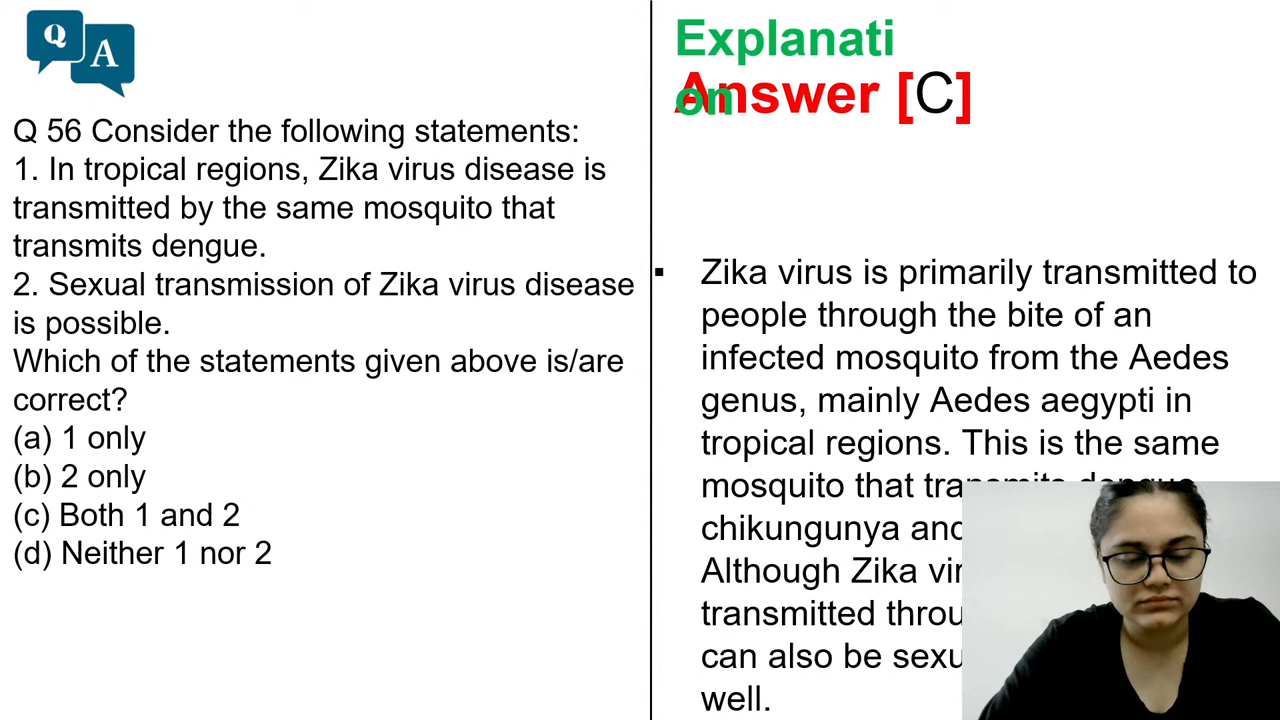 Q
A
Q 56 Consider the following statements:
1. In tropical regions, Zika virus disease is
transmitted by the same mosquito that
transmits dengue.
2. Sexual transmission of Zika virus disease
is possible.
Which of the statements given above is/are
correct?
(a) 1 only
(b) 2 only
(c) Both 1 and 2
(d) Neither 1 nor 2
Explanati
on
Answer [C]
▪ Zika virus is primarily transmitted to
people through the bite of an
infected mosquito from the Aedes
genus, mainly Aedes aegypti in
tropical regions. This is the same
mosquito that transmits dengue,
chikungunya and
Although Zika
transmitted
can also be
well.